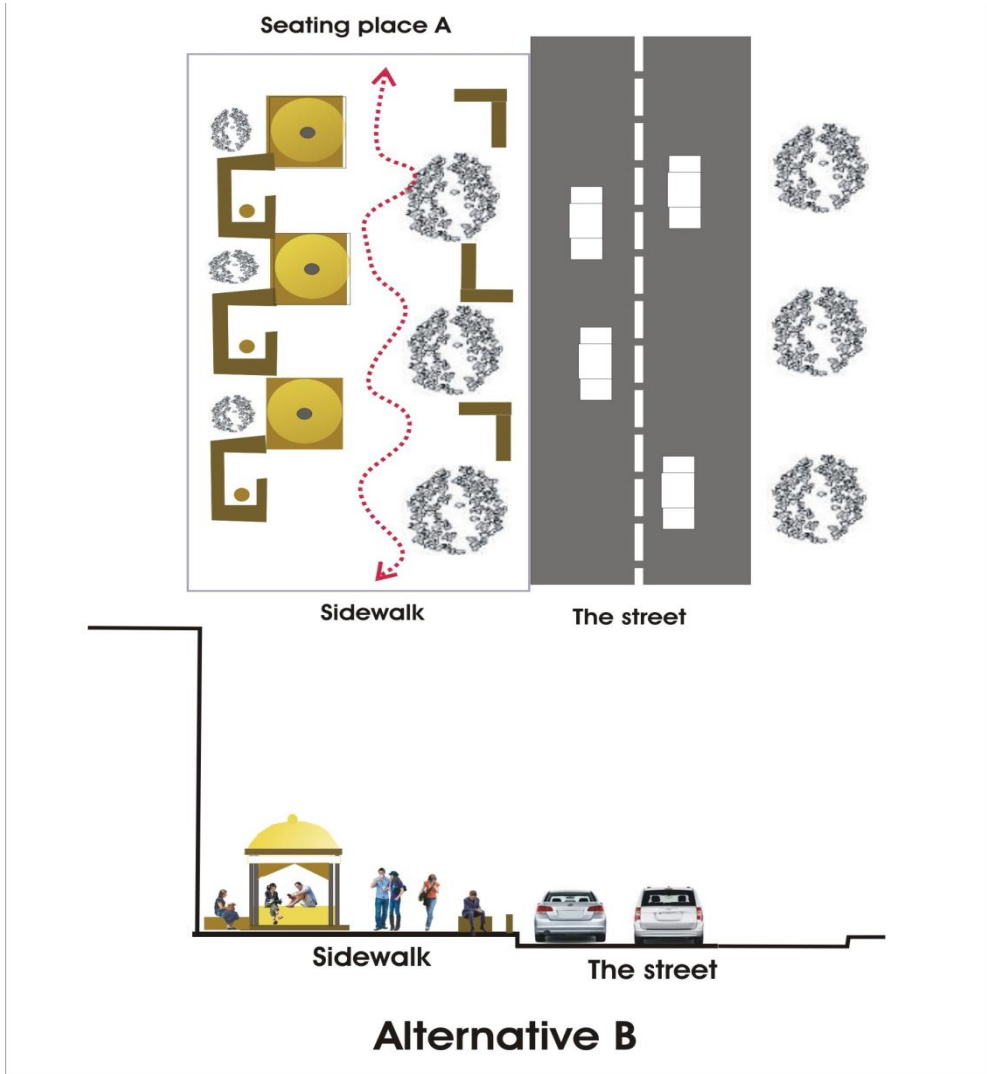 Seating place A
Sidewalk
The street
Sidewalk
The street
Alternative B